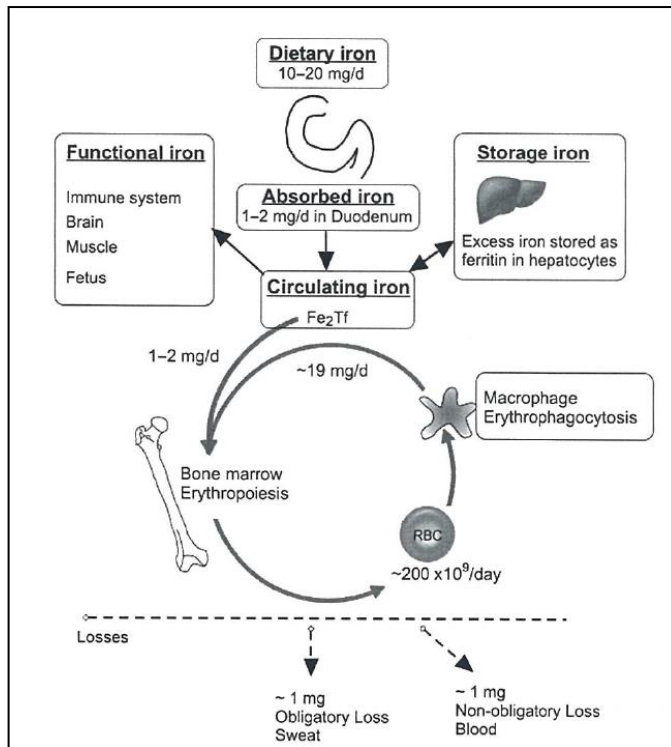 Dietary iron
10–20 mg/d
Functional iron
Immune system
Brain
Muscle
Fetus
Absorbed iron
1–2 mg/d in Duodenum
Storage iron
Excess iron stored as
ferritin in hepatocytes
Circulating iron
Fe₂Tf
1–2 mg/d
~19 mg/d
Macrophage
Erythrophagocytosis
Bone marrow
Erythropoiesis
RBC
~200 x10⁹/day
Losses
~ 1 mg
Obligatory Loss
Sweat
~ 1 mg
Non-obligatory Loss
Blood